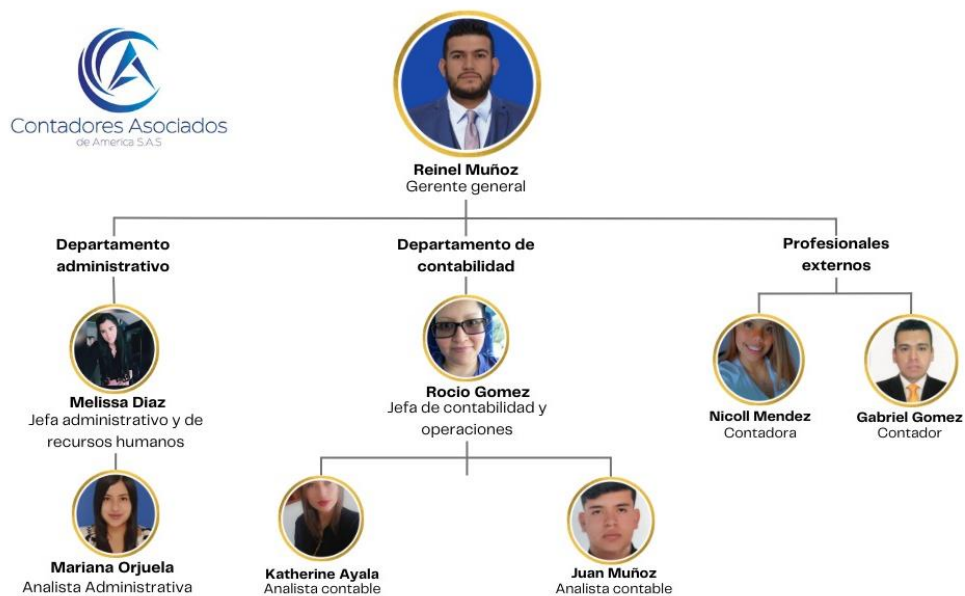 Contadores Asociados
de America S.A.S
Reinel Muñoz
Gerente general
Departamento
administrativo
Departamento de
contabilidad
Profesionales
externos
Melissa Diaz
Jefa administrativo y de
recursos humanos
Rocio Gomez
Jefa de contabilidad y
operaciones
Nicoll Mendez
Contadora
Gabriel Gomez
Contador
Mariana Orjuela
Analista Administrativa
Katherine Ayala
Analista contable
Juan Muñoz
Analista contable